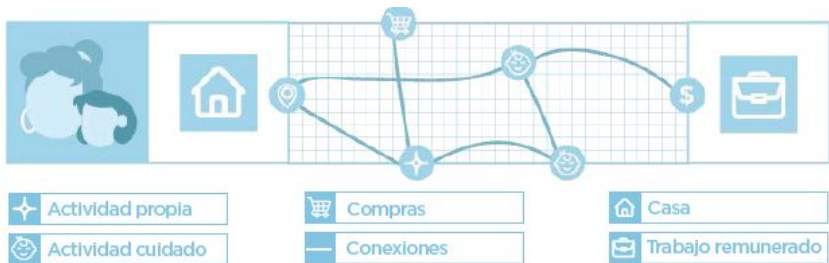 $
Actividad propia
Compras
Casa
Actividad cuidado
Conexiones
Trabajo remunerado